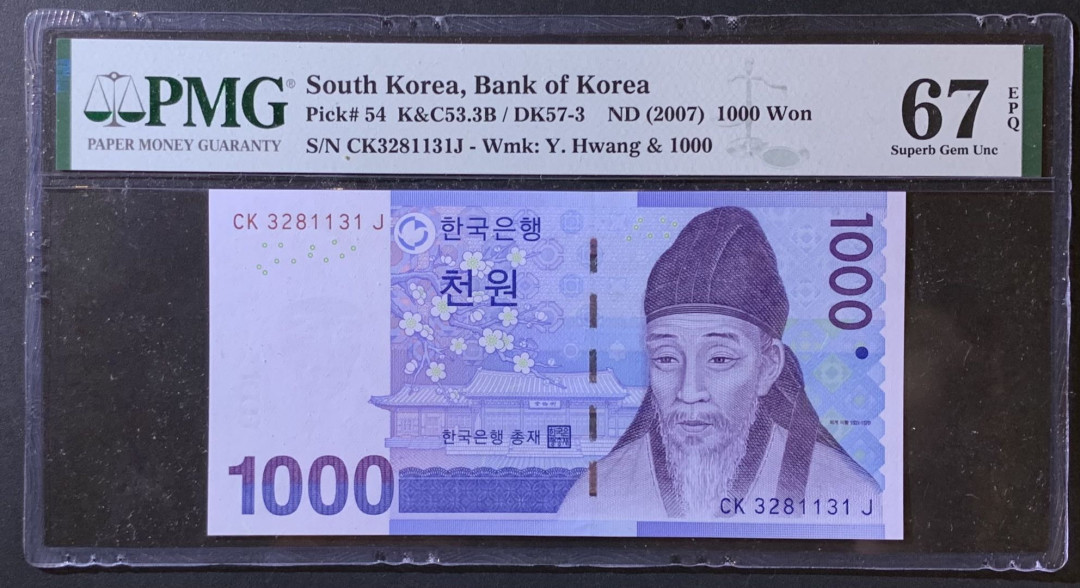 PMG®
PAPER MONEY GUARANTY
South Korea, Bank of Korea
Pick# 54 K&C53.3B / DK57-3 ND (2007) 1000 Won
S/N CK3281131J - Wmk: Y. Hwang & 1000
67
EPQ
Superb Gem Unc
CK 3281131 J
한국은행
천원
1000
한국은행 총재
1000
CK 3281131 J